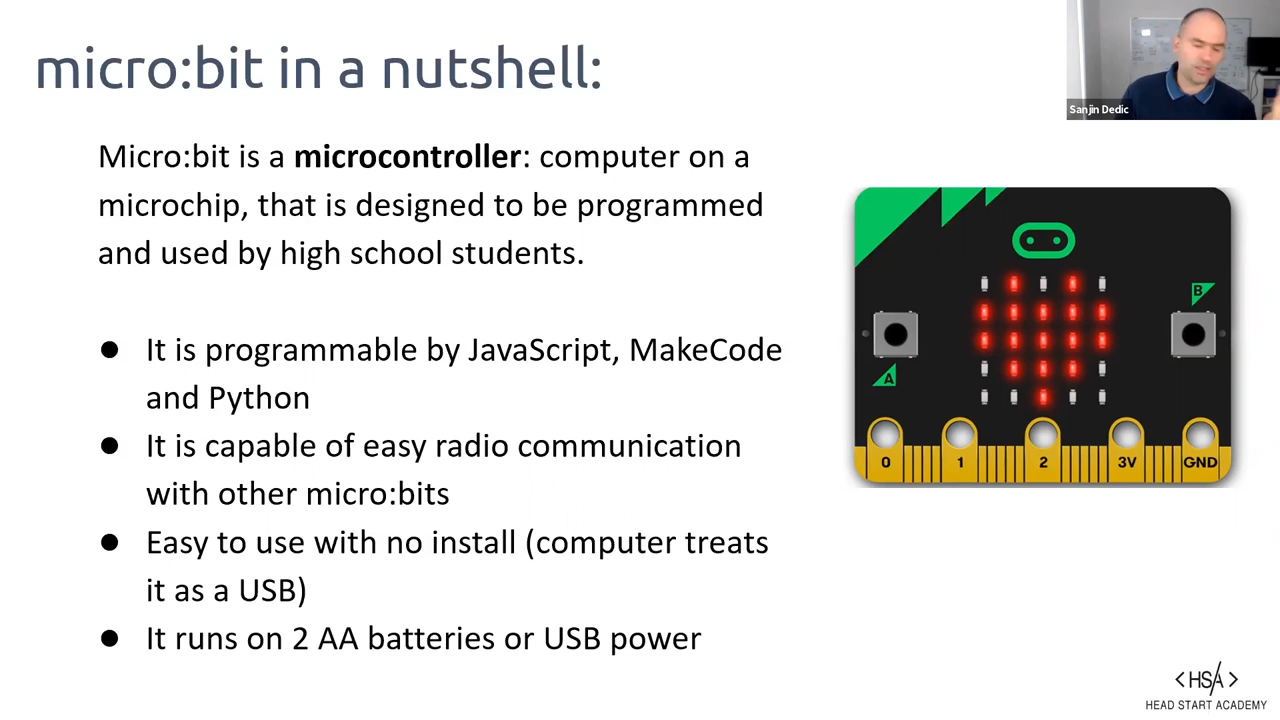 micro:bit in a nutshell:
Sanjin Dedic
Micro:bit is a microcontroller: computer on a
microchip, that is designed to be programmed
and used by high school students.
● It is programmable by JavaScript, MakeCode
and Python
● It is capable of easy radio communication
with other micro:bits
● Easy to use with no install (computer treats
it as a USB)
● It runs on 2 AA batteries or USB power
B
A
0 1 2 3V GND
<HS/A>
HEAD START ACADEMY